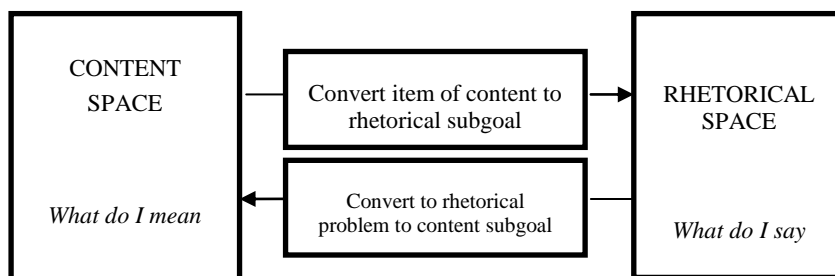 CONTENT
SPACE
What do I mean
Convert item of content to
rhetorical subgoal
Convert to rhetorical
problem to content subgoal
RHETORICAL
SPACE
What do I say